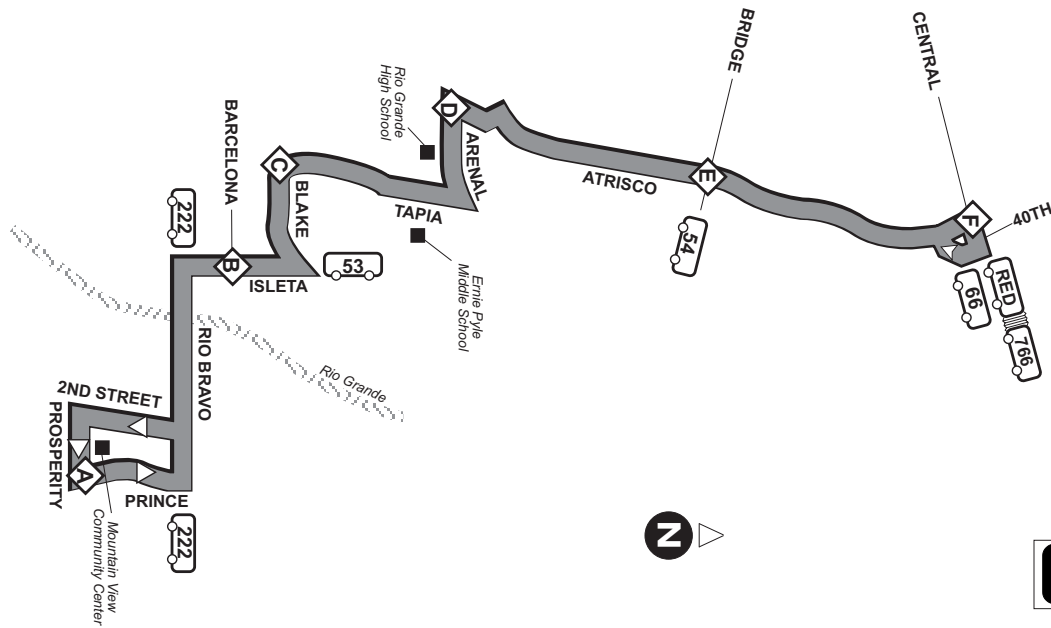 CENTRAL
BRIDGE
40TH
F
RED
766
66
E
54
ATRISCO
D
ARENAL
Rio Grande
High School
TAPIA
Ernie Pyle
Middle School
C
BLAKE
BARCELONA
222
B
ISLETA
53
RIO BRAVO
Rio Grande
2ND STREET
PROSPERITY
A
PRINCE
222
Mountain View
Community Center
N